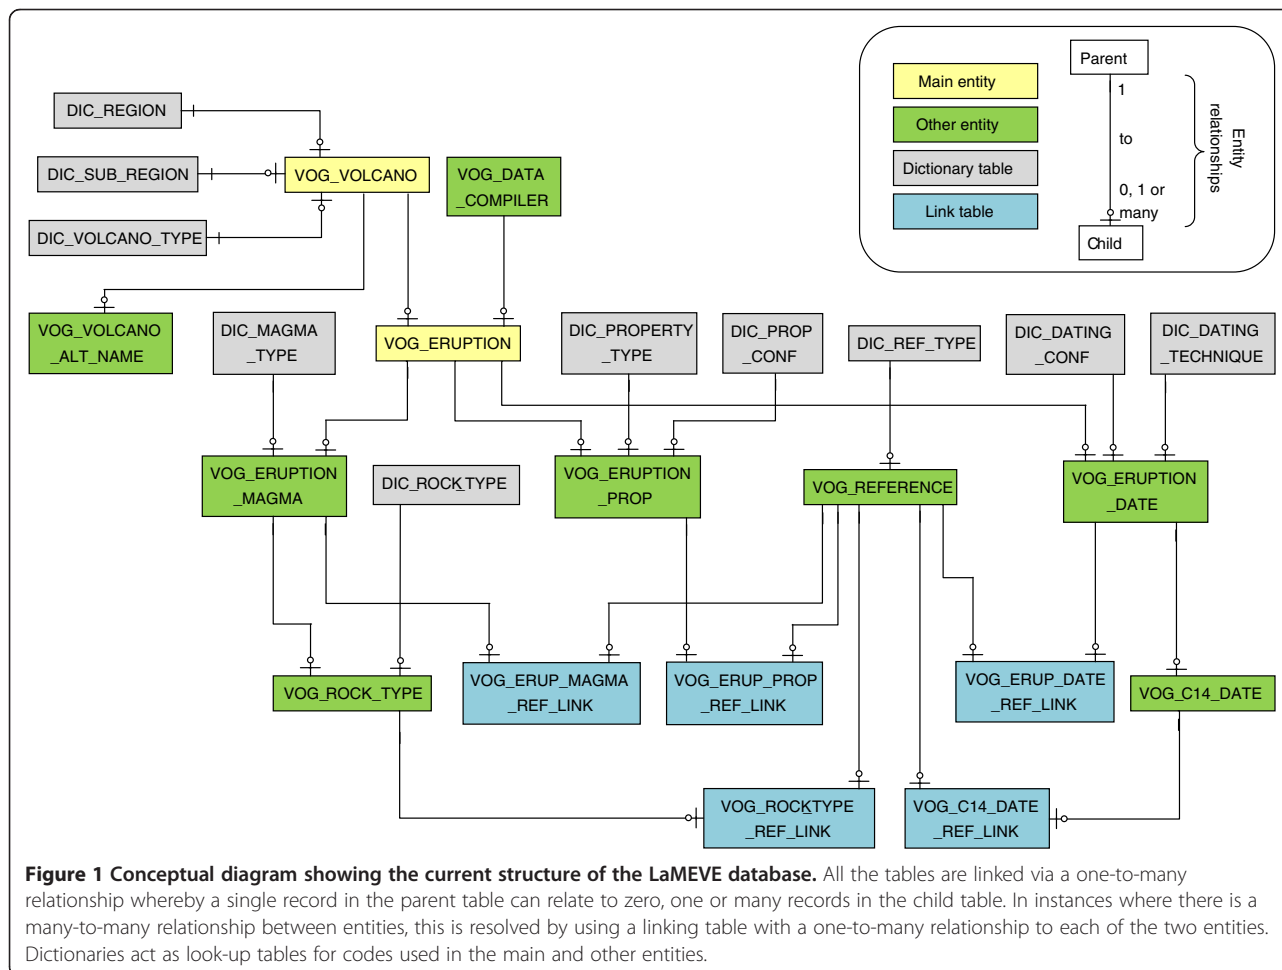 Parent
Main entity
1
DIC_REGION
Other entity
to
Entity
relationships
DIC_SUB_REGION
VOG_VOLCANO
VOG_DATA
_COMPILER
Dictionary table
0, 1 or
many
Link table
DIC_VOLCANO_TYPE
Child
VOG_VOLCANO
_ALT_NAME
DIC_MAGMA
_TYPE
VOG_ERUPTION
DIC_PROPERTY
_TYPE
DIC_PROP
_CONF
DIC_REF_TYPE
DIC_DATING
_CONF
DIC_DATING
_TECHNIQUE
VOG_ERUPTION
_MAGMA
DIC_ROCK_TYPE
VOG_ERUPTION
_PROP
VOG_REFERENCE
VOG_ERUPTION
_DATE
VOG_ROCK_TYPE
VOG_ERUP_MAGMA
_REF_LINK
VOG_ERUP_PROP
_REF_LINK
VOG_ERUP_DATE
_REF_LINK
VOG_C14_DATE
VOG_ROCKTYPE
_REF_LINK
VOG_C14_DATE
_REF_LINK
Figure 1 Conceptual diagram showing the current structure of the LaMEVE database. All the tables are linked via a one-to-many
relationship whereby a single record in the parent table can relate to zero, one or many records in the child table. In instances where there is a
many-to-many relationship between entities, this is resolved by using a linking table with a one-to-many relationship to each of the two entities.
Dictionaries act as look-up tables for codes used in the main and other entities.